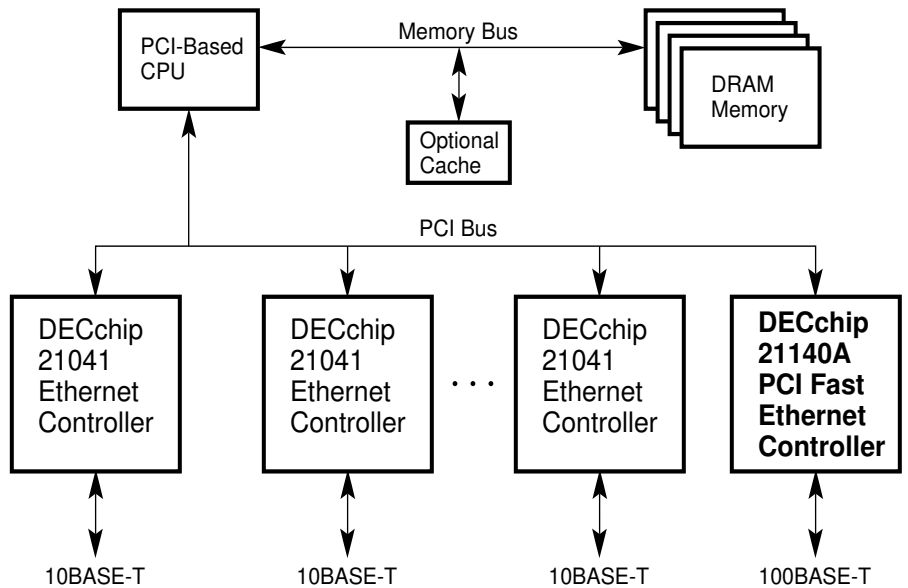 PCI-Based
CPU
Memory Bus
DRAM
Memory
Optional
Cache
PCI Bus
DECchip
21041
Ethernet
Controller
DECchip
21041
Ethernet
Controller
. . .
DECchip
21041
Ethernet
Controller
DECchip
21140A
PCI Fast
Ethernet
Controller
10BASE-T
10BASE-T
10BASE-T
100BASE-T